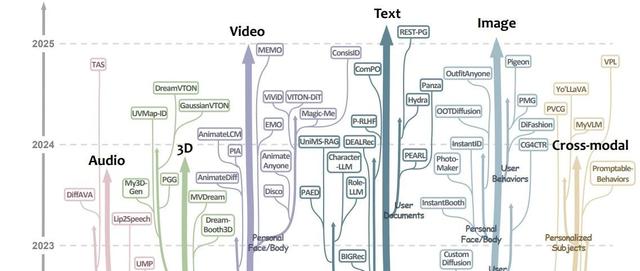 Text
Image
Video
REST-PG
2025
MEMO
ConsisID
TAS
ComPO
Pigeon
VPL
OutfitAnyone
DreamVTON
Panza
Yo'LLaVA
ViViD
VITON-DiT
Hydra
PMG
GaussianVTON
UVMap-ID
Magic-Me
OOTDiffusion
PVCG
P-RLHF
EMO
DiFashion
MyVLM
AnimateLCM
2024
UniMS-RAG
DEALRec
InstantID
CG4CTR
Cross-modal
3D
PIA
Audio
Animate
Anyone
Character
-LLM
PEARL
Photo-
Maker
User
Behaviors
Promptable-
Behaviors
AnimateDiff
PGG
My3D-
Gen
Disco
PAED
Role-
LLM
DiffAVA
MVDream
InstantBooth
User
Documents
Lip2Speech
Dream-
Booth3D
Personal
Face/Body
Personal
Face/Body
Personalized
Subjects
2023
BIGRec
Custom
Diffusion
UMP
User